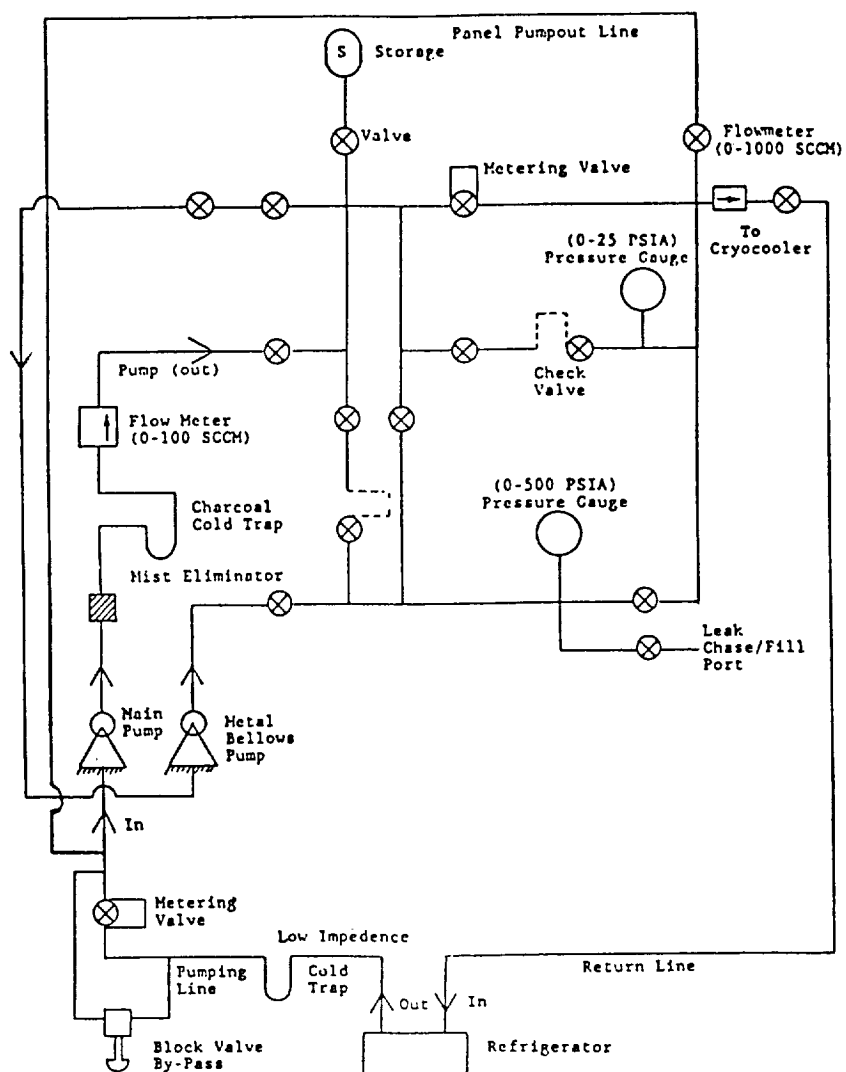 Panel Pumpout Line
S
Storage
Valve
Flowmeter
(0-1000 SCCM)
Metering Valve
To
Cryocooler
(0-25 PSIA)
Pressure Gauge
Pump (out)
Check
Valve
Flow Meter
(0-100 SCCM)
(0-500 PSIA)
Pressure Gauge
Charcoal
Cold Trap
Mist Eliminator
Leak
Chase/Fill
Port
Main
Pump
Metal
Bellows
Pump
In
Metering
Valve
Low Impedence
Pumping
Line
Cold
Trap
Return Line
Out
In
Block Valve
By-Pass
Refrigerator